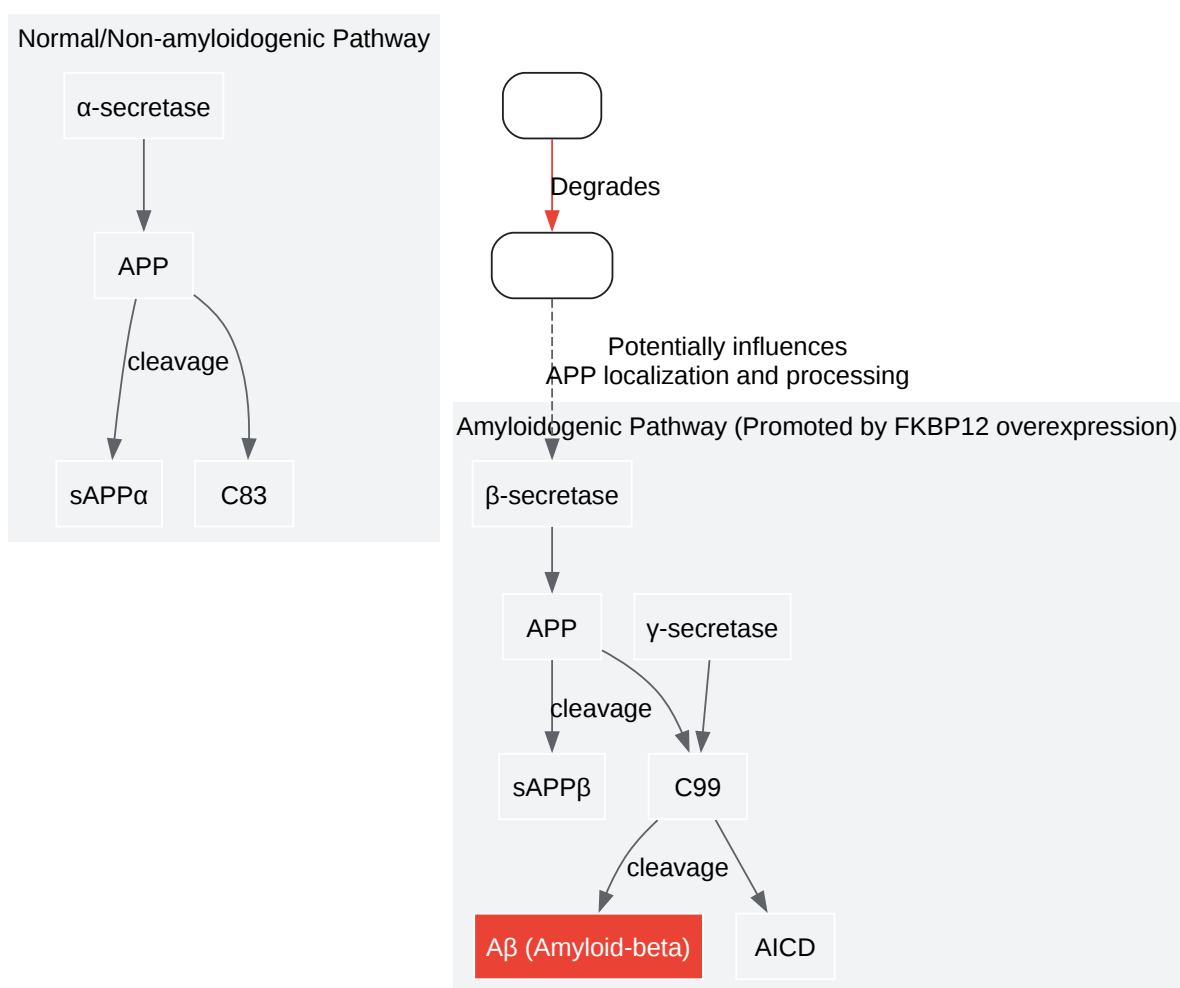 Normal/Non-amyloidogenic Pathway
α-secretase
APP
cleavage
sAPPα
C83
Degrades
Potentially influences
APP localization and processing
Amyloidogenic Pathway (Promoted by FKBP12 overexpression)
β-secretase
APP
γ-secretase
cleavage
sAPPβ
C99
cleavage
Aβ (Amyloid-beta)
AICD